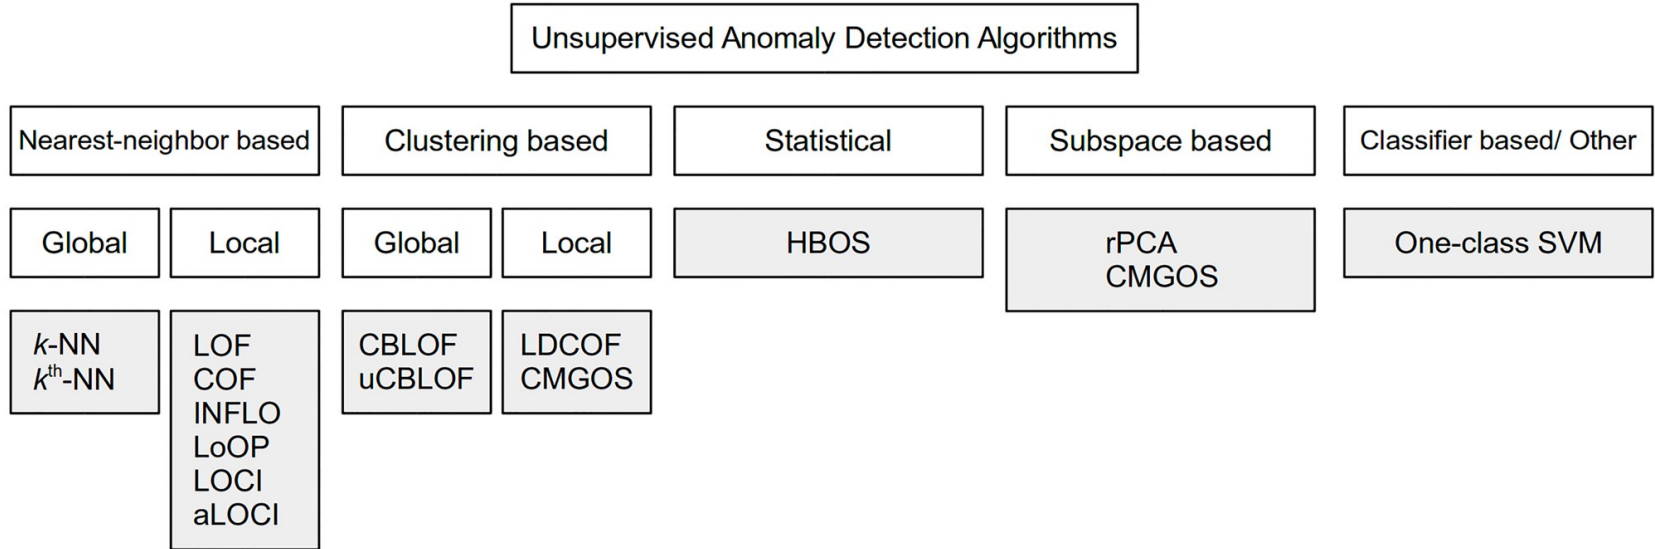 Unsupervised Anomaly Detection Algorithms
Nearest-neighbor based
Clustering based
Statistical
Subspace based
Classifier based/ Other
Global
Local
Global
Local
HBOS
rPCA
CMGOS
One-class SVM
k-NN
kth-NN
LOF
COF
INFLO
LoOP
LOCI
aLOCI
CBLOF
uCBLOF
LDCOF
CMGOS